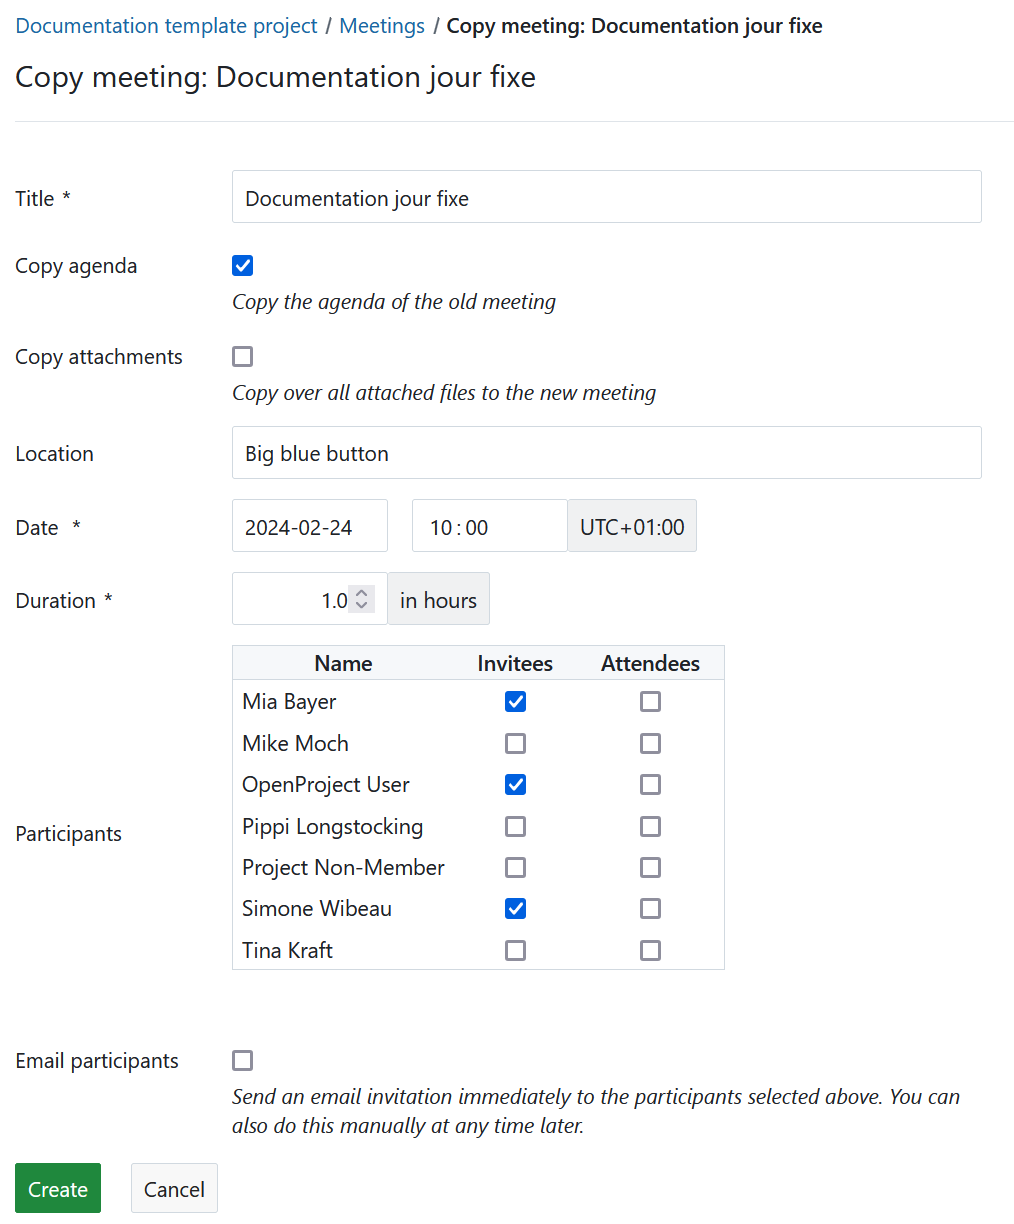 Documentation template project / Meetings / Copy meeting: Documentation jour fixe
Copy meeting: Documentation jour fixe
Title * Documentation jour fixe
Copy agenda
Copy the agenda of the old meeting
Copy attachments
Copy over all attached files to the new meeting
Location Big blue button
Date * 2024-02-24 10:00 UTC+01:00
Duration * 1.0 in hours
Name Invitees Attendees
Mia Bayer
Mike Moch
OpenProject User
Pippi Longstocking
Participants
Project Non-Member
Simone Wibeau
Tina Kraft
Email participants
Send an email invitation immediately to the participants selected above. You can
also do this manually at any time later.
Create Cancel